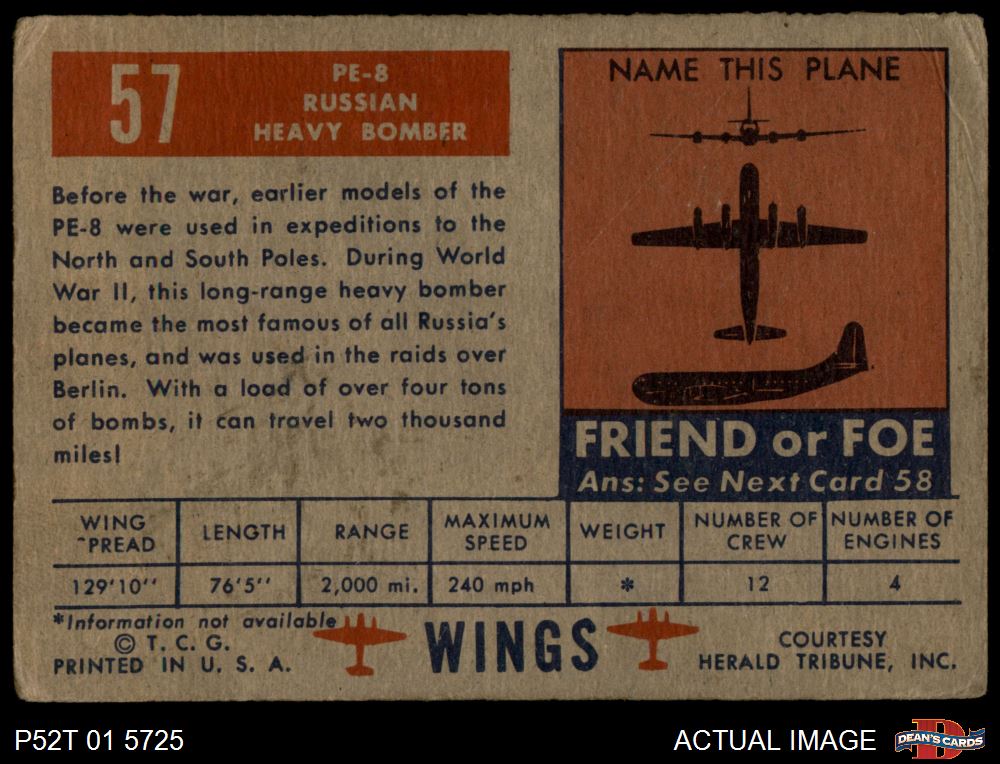 57
PE-8
RUSSIAN
HEAVY BOMBER
Before the war, earlier models of the
PE-8 were used in expeditions to the
North and South Poles. During World
War II, this long-range heavy bomber
became the most famous of all Russia's
planes, and was used in the raids over
Berlin. With a load of over four tons
of bombs, it can travel two thousand
miles!
NAME THIS PLANE
FRIEND or FOE
Ans: See Next Card 58
WING SPREAD LENGTH RANGE MAXIMUM SPEED WEIGHT NUMBER OF CREW NUMBER OF ENGINES
129'10'' 76'5'' 2,000 mi. 240 mph * 12 4
*Information not available
© T. C. G.
PRINTED IN U. S. A.
WINGS
COURTESY
HERALD TRIBUNE, INC.
P52T 01 5725
ACTUAL IMAGE
D
DEAN'S CARDS